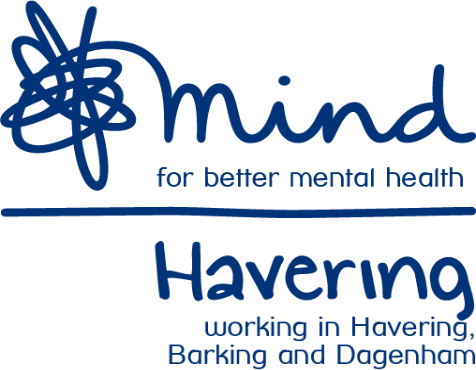 mind
for better mental health
Havering
working in Havering,
Barking and Dagenham